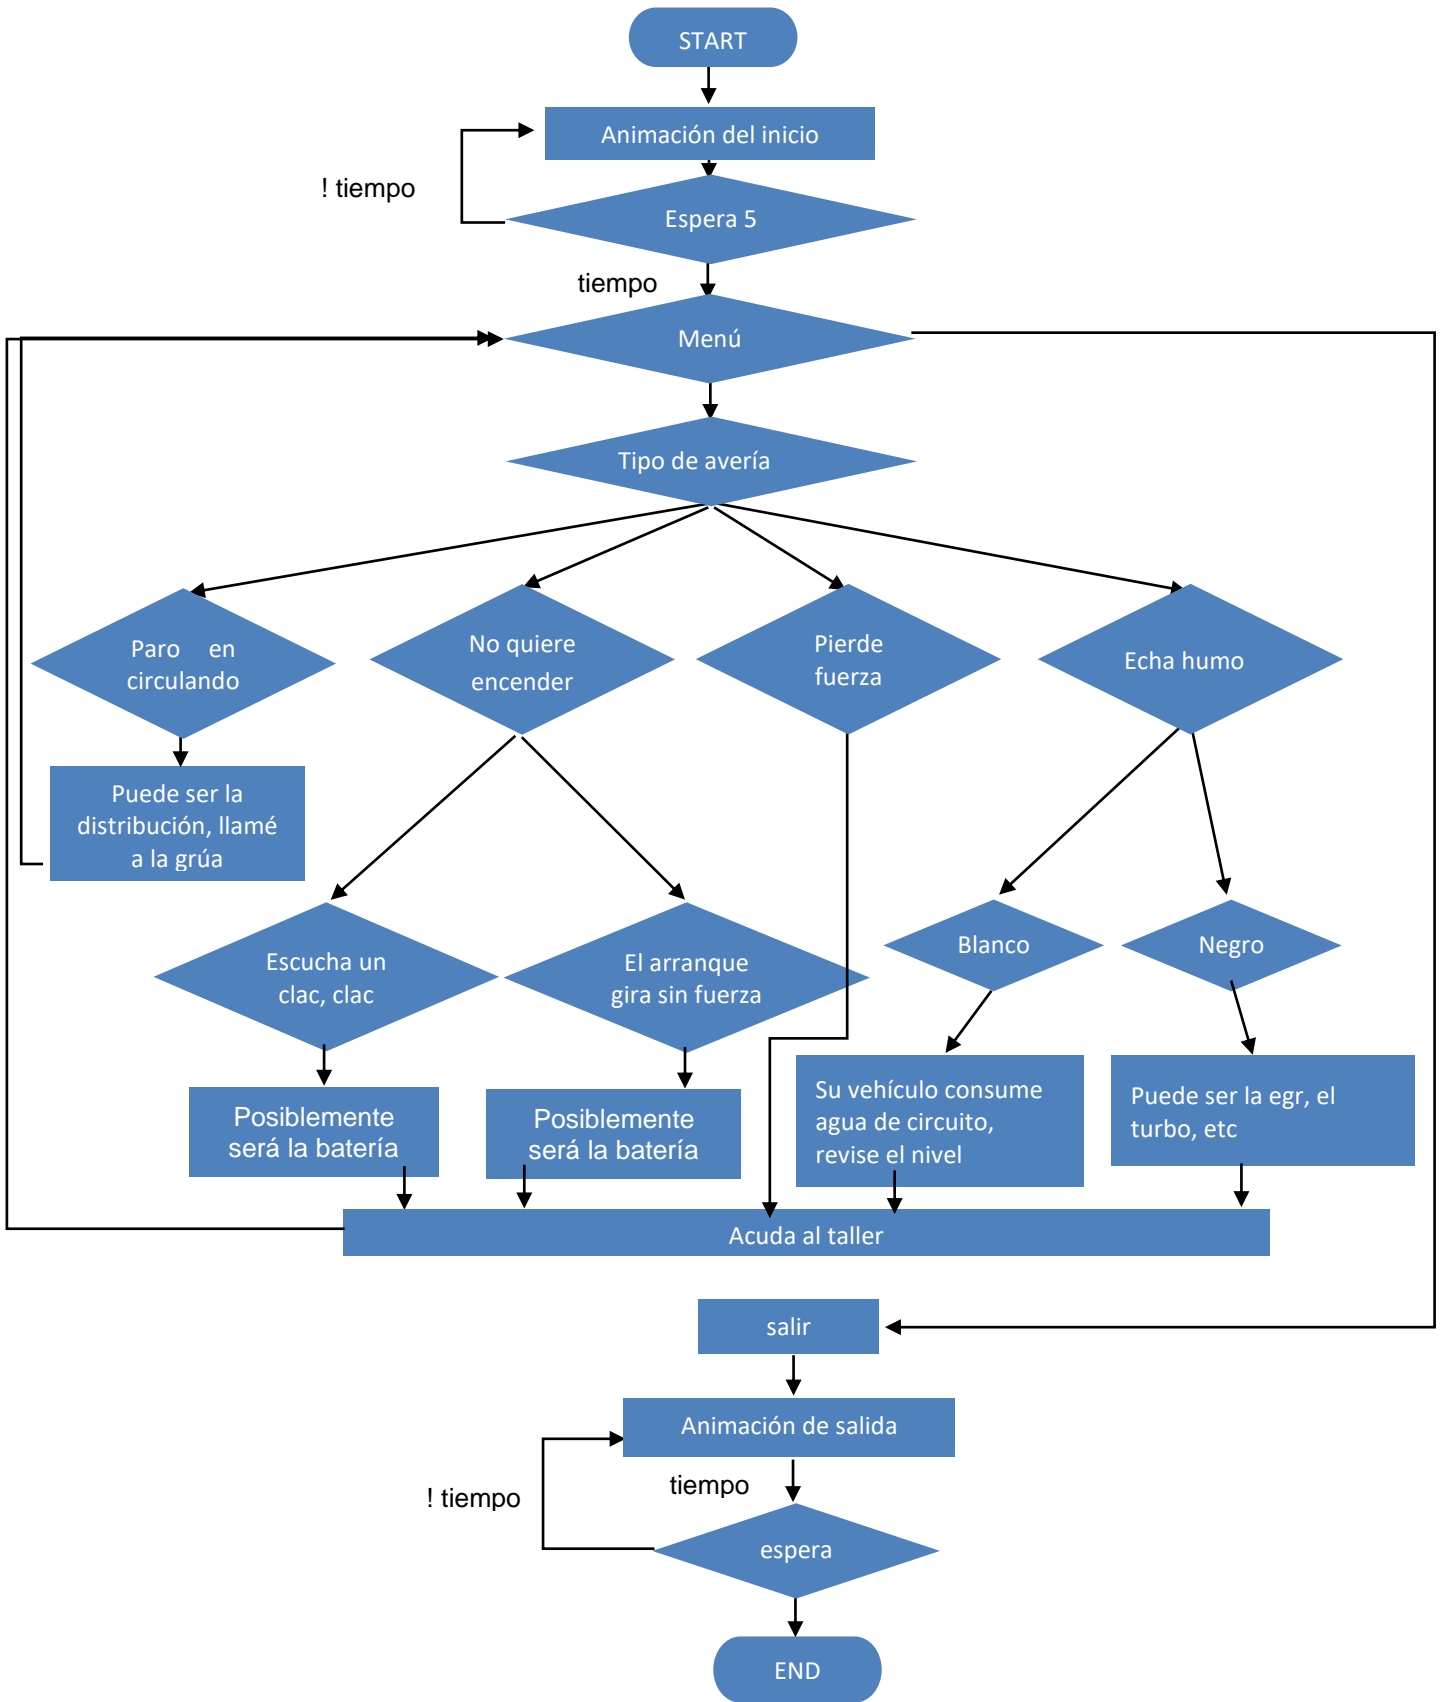 START
Animación del inicio
! tiempo
Espera 5
tiempo
Menú
Tipo de avería
Paro en
circulando
No quiere
encender
Pierde
fuerza
Echa humo
Puede ser la
distribución, llamé
a la grúa
Escucha un
clac, clac
El arranque
gira sin fuerza
Blanco
Negro
Posiblemente
será la batería
Posiblemente
será la batería
Su vehículo consume
agua de circuito,
revise el nivel
Puede ser la egr, el
turbo, etc
Acuda al taller
salir
Animación de salida
! tiempo
tiempo
espera
END